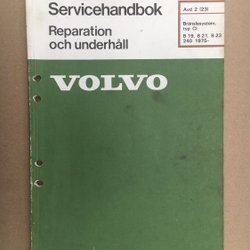 Servicehandbok
Reparation
och underhåll
Avd 2 (23)
Bränslesystem,
typ CI
B 19, B 21, B 23
240 1975-
VOLVO